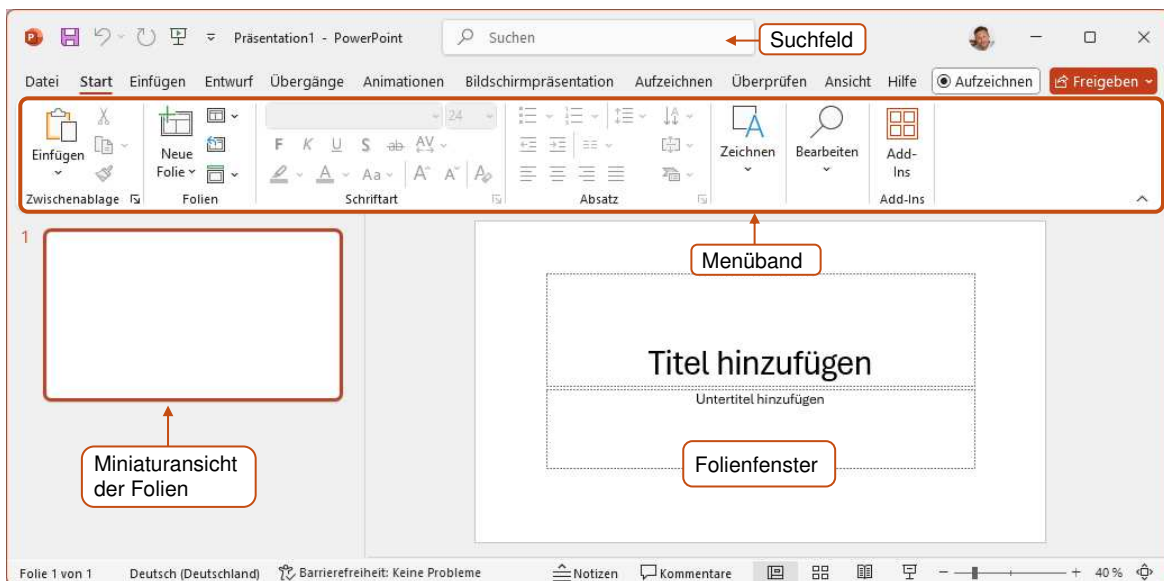 Präsentation1 - PowerPoint
Suchen
Suchfeld
Datei Start Einfügen Entwurf Übergänge Animationen Bildschirmpräsentation Aufzeichnen Überprüfen Ansicht Hilfe Aufzeichnen Freigeben
Einfügen
Neue
Folie
24
F K U S ab AV
Aa A A A
Zeichnen
Bearbeiten
Add-
Ins
Zwischenablage Folien Schriftart Absatz Add-Ins
Menüband
1
Titel hinzufügen
Untertitel hinzufügen
Folienfenster
Miniaturansicht
der Folien
Folie 1 von 1 Deutsch (Deutschland) Barrierefreiheit: Keine Probleme Notizen Kommentare 40 %